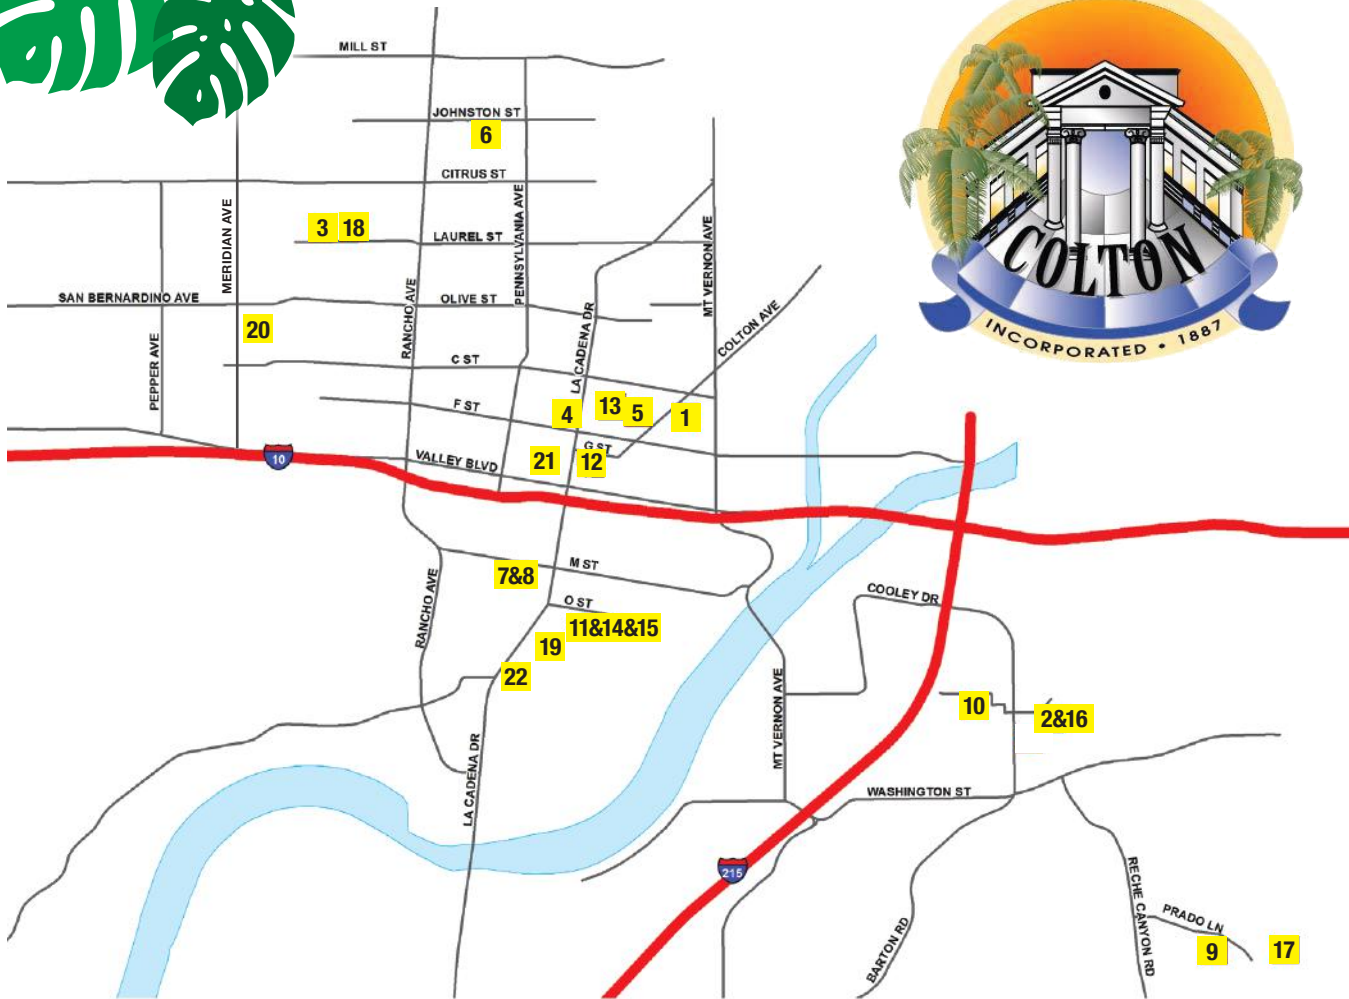 MILL ST
JOHNSTON ST
6
CITRUS ST
MERIDIAN AVE
PENNSYLVANIA AVE
3 18
LAUREL ST
MT VERNON AVE
SAN BERNARDINO AVE
OLIVE ST
RANCHO AVE
LA CADENA DR
COLTON AVE
20
PEPPER AVE
C ST
F ST
4
13
5
1
G ST
VALLEY BLVD
21
12
10
M ST
7&8
O ST
RANCHO AVE
11&14&15
19
22
COOLEY DR
MT VERNON AVE
10
2&16
LA CADENA DR
WASHINGTON ST
215
BARTON RD
RECHE CANYON RD
PRADO LN
9
17
COLTON
INCORPORATED • 1887